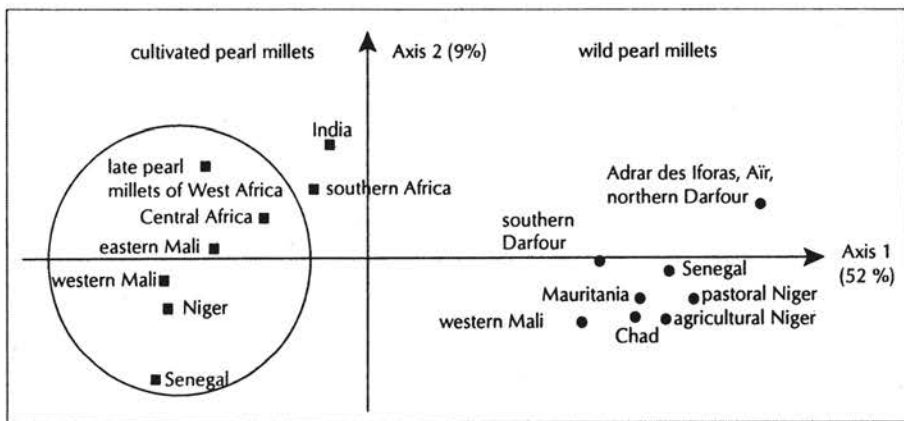 cultivated pearl millets
Axis 2 (9%)
wild pearl millets
India
late pearl
millets of West Africa
southern Africa
Adrar des Iforas, Aïr,
northern Darfour
Central Africa
southern
Darfour
eastern Mali
Axis 1
(52 %)
western Mali
Senegal
Niger
Mauritania
pastoral Niger
western Mali
agricultural Niger
Chad
Senegal